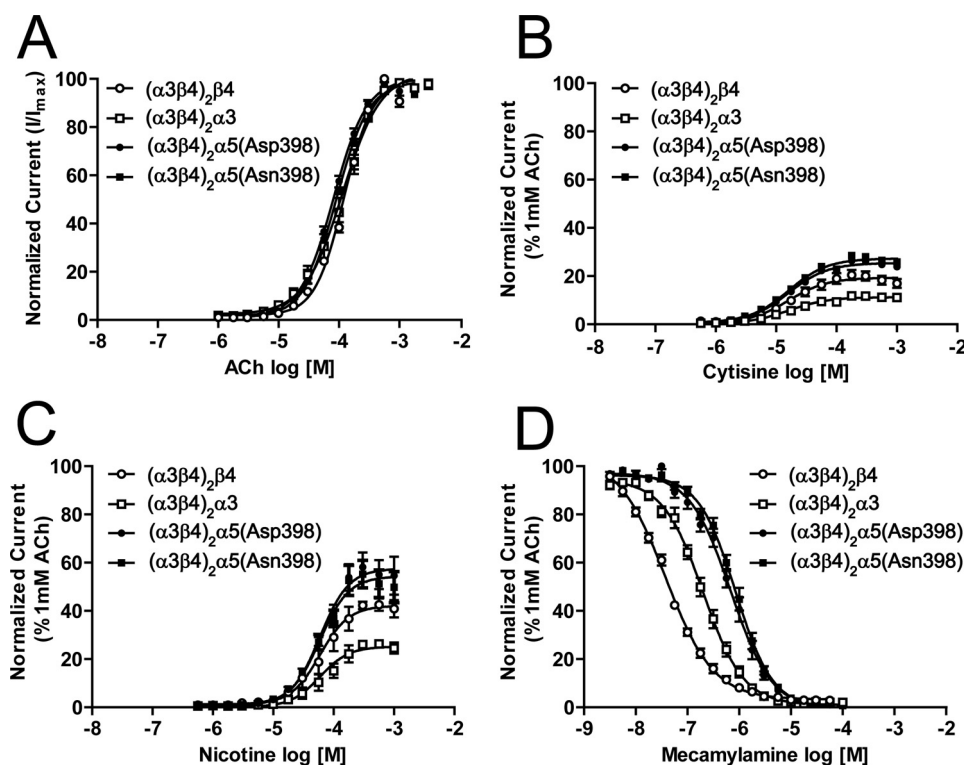 A
Normalized Current (I/Imax)
100
80
60
40
20
0
(α3β4)2β4
(α3β4)2α3
(α3β4)2α5(Asp398)
(α3β4)2α5(Asn398)
-8 -7 -6 -5 -4 -3 -2
ACh log [M]
B
Normalized Current
(%1mM ACh)
100
80
60
40
20
0
(α3β4)2β4
(α3β4)2α3
(α3β4)2α5(Asp398)
(α3β4)2α5(Asn398)
-8 -7 -6 -5 -4 -3 -2
Cytisine log [M]
C
Normalized Current
(%1mM ACh)
100
80
60
40
20
0
(α3β4)2β4
(α3β4)2α3
(α3β4)2α5(Asp398)
(α3β4)2α5(Asn398)
-8 -7 -6 -5 -4 -3 -2
Nicotine log [M]
D
Normalized Current
(%1mM ACh)
100
80
60
40
20
0
(α3β4)2β4
(α3β4)2α3
(α3β4)2α5(Asp398)
(α3β4)2α5(Asn398)
-9 -8 -7 -6 -5 -4 -3 -2
Mecamylamine log [M]